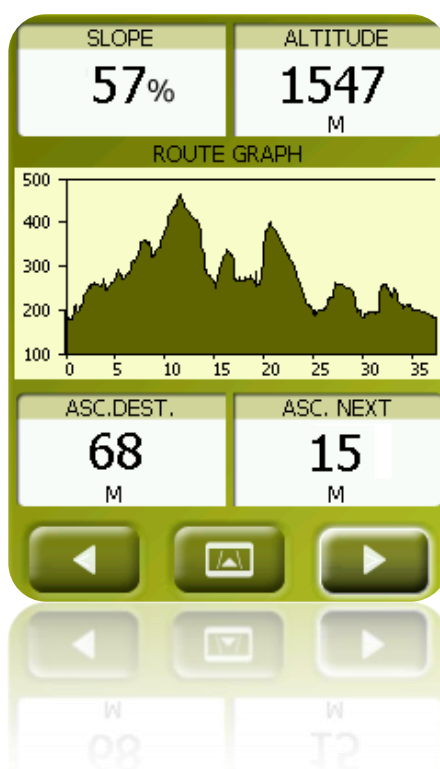 SLOPE ALTITUDE
57% 1547
M
ROUTE GRAPH
500
400
300
200
100
0 5 10 15 20 25 30 35
ASC.DEST. ASC. NEXT
68 15
M M